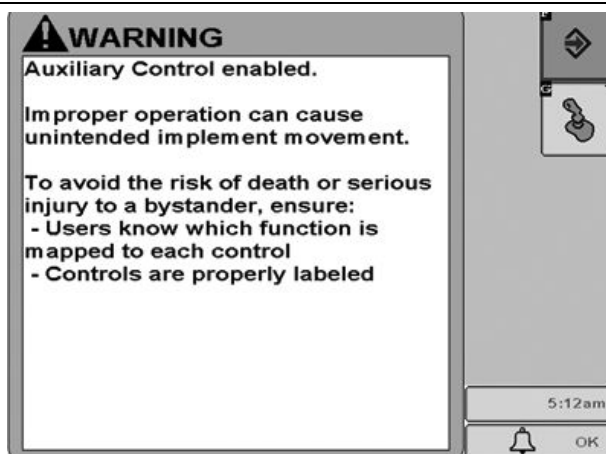 WARNING
Auxiliary Control enabled.
Improper operation can cause
unintended implement movement.
To avoid the risk of death or serious
injury to a bystander, ensure:
- Users know which function is
mapped to each control
- Controls are properly labeled
F
G
5:12am
OK